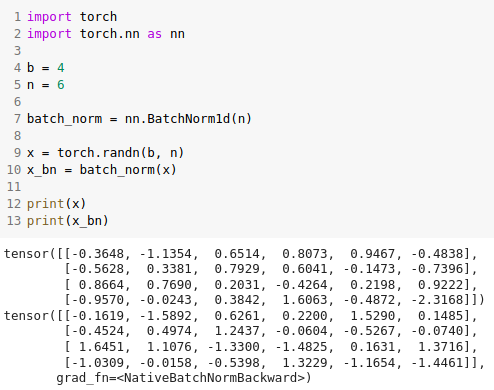 1 import torch
2 import torch.nn as nn
3
4 b = 4
5 n = 6
6
7 batch_norm = nn.BatchNorm1d(n)
8
9 x = torch.randn(b, n)
10 x_bn = batch_norm(x)
11
12 print(x)
13 print(x_bn)
tensor([[-0.3648, -1.1354,  0.6514,  0.8073,  0.9467, -0.4838],
        [-0.5628,  0.3381,  0.7929,  0.6041, -0.1473, -0.7396],
        [ 0.8664,  0.7690,  0.2031, -0.4264,  0.2198,  0.9222],
        [-0.9570, -0.0243,  0.3842,  1.6063, -0.4872, -2.3168]])
tensor([[-0.1619, -1.5892,  0.6261,  0.2200,  1.5290,  0.1485],
        [-0.4524,  0.4974,  1.2437, -0.0604, -0.5267, -0.0740],
        [ 1.6451,  1.1076, -1.3300, -1.4825,  0.1631,  1.3716],
        [-1.0309, -0.0158, -0.5398,  1.3229, -1.1654, -1.4461]],
       grad_fn=<NativeBatchNormBackward>)